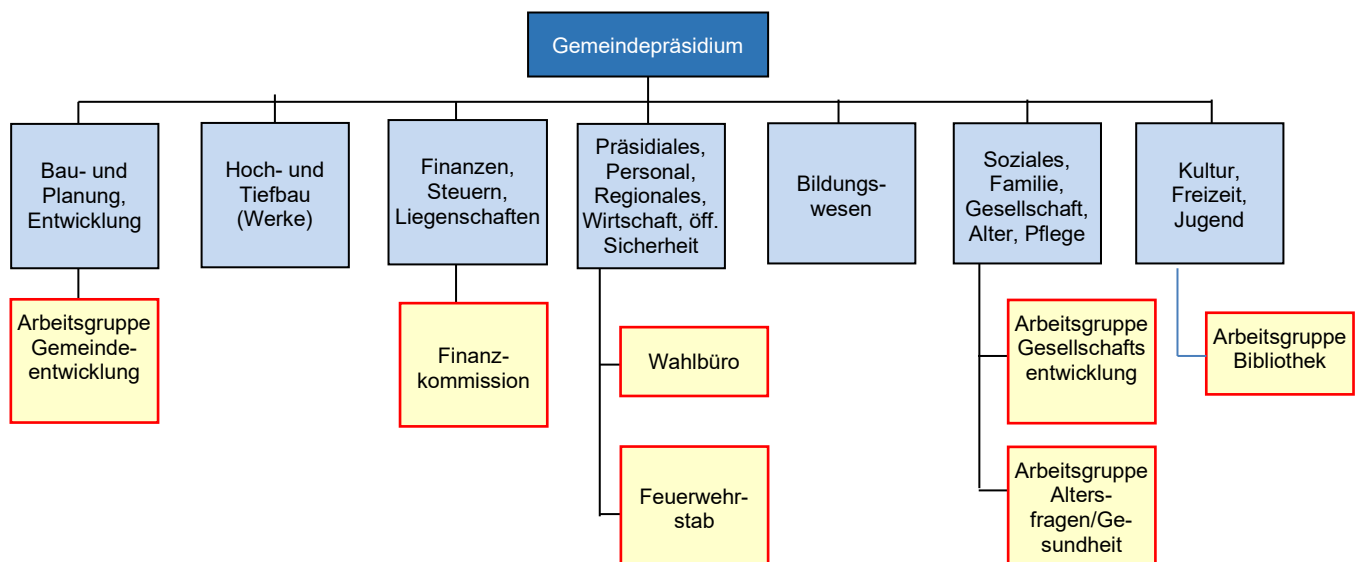 Gemeindepräsidium
Bau- und
Planung,
Entwicklung
Hoch- und
Tiefbau
(Werke)
Finanzen,
Steuern,
Liegenschaften
Präsidiales,
Personal,
Regionales,
Wirtschaft, öff.
Sicherheit
Bildungs-
wesen
Soziales,
Familie,
Gesellschaft,
Alter, Pflege
Kultur,
Freizeit,
Jugend
Arbeitsgruppe
Gemeinde-
entwicklung
Finanz-
kommission
Wahlbüro
Arbeitsgruppe
Gesellschafts
entwicklung
Arbeitsgruppe
Bibliothek
Feuerwehr-
stab
Arbeitsgruppe
Alters-
fragen/Ge-
sundheit